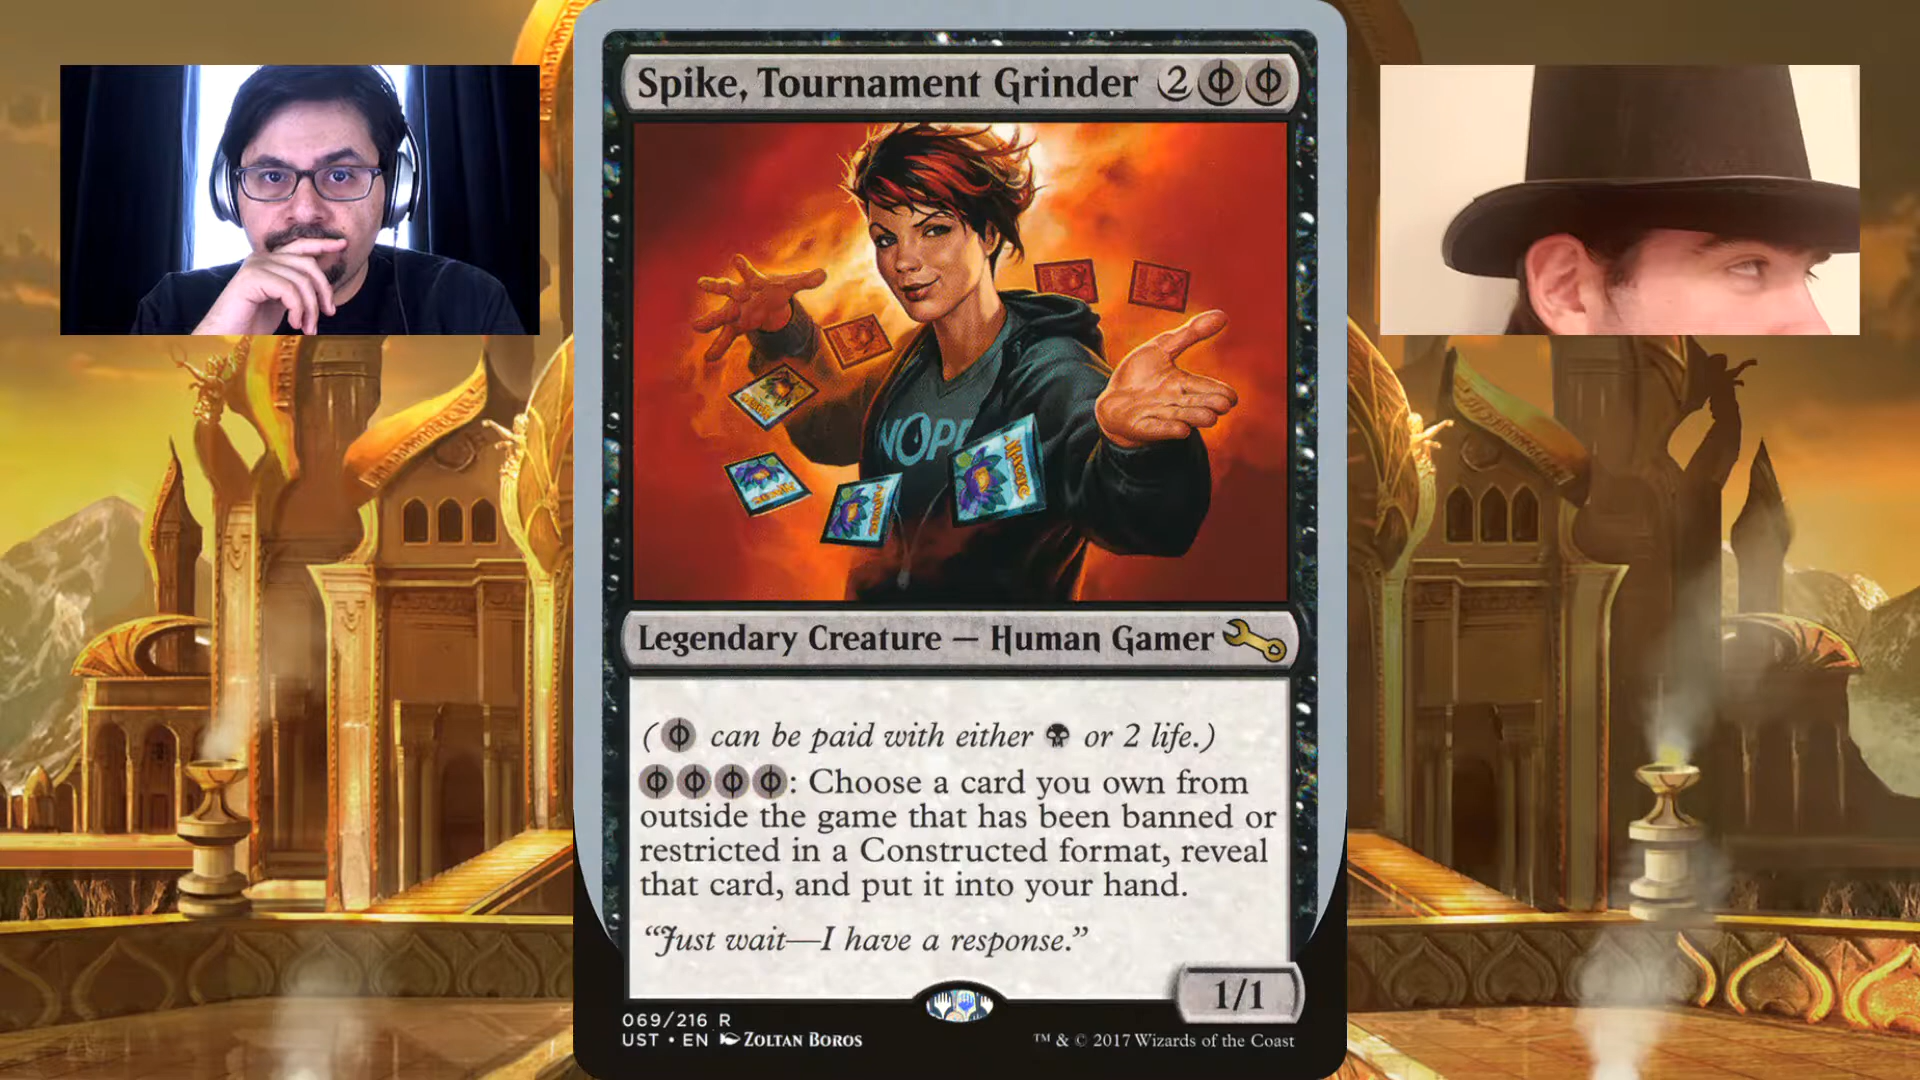 Spike, Tournament Grinder 2
NOPE
MAGIC
Legendary Creature — Human Gamer
( can be paid with either or 2 life.)
: Choose a card you own from
outside the game that has been banned or
restricted in a Constructed format, reveal
that card, and put it into your hand.
“Just wait—I have a response.”
1/1
069/216 R
UST • EN ZOLTAN BOROS
™ & © 2017 Wizards of the Coast